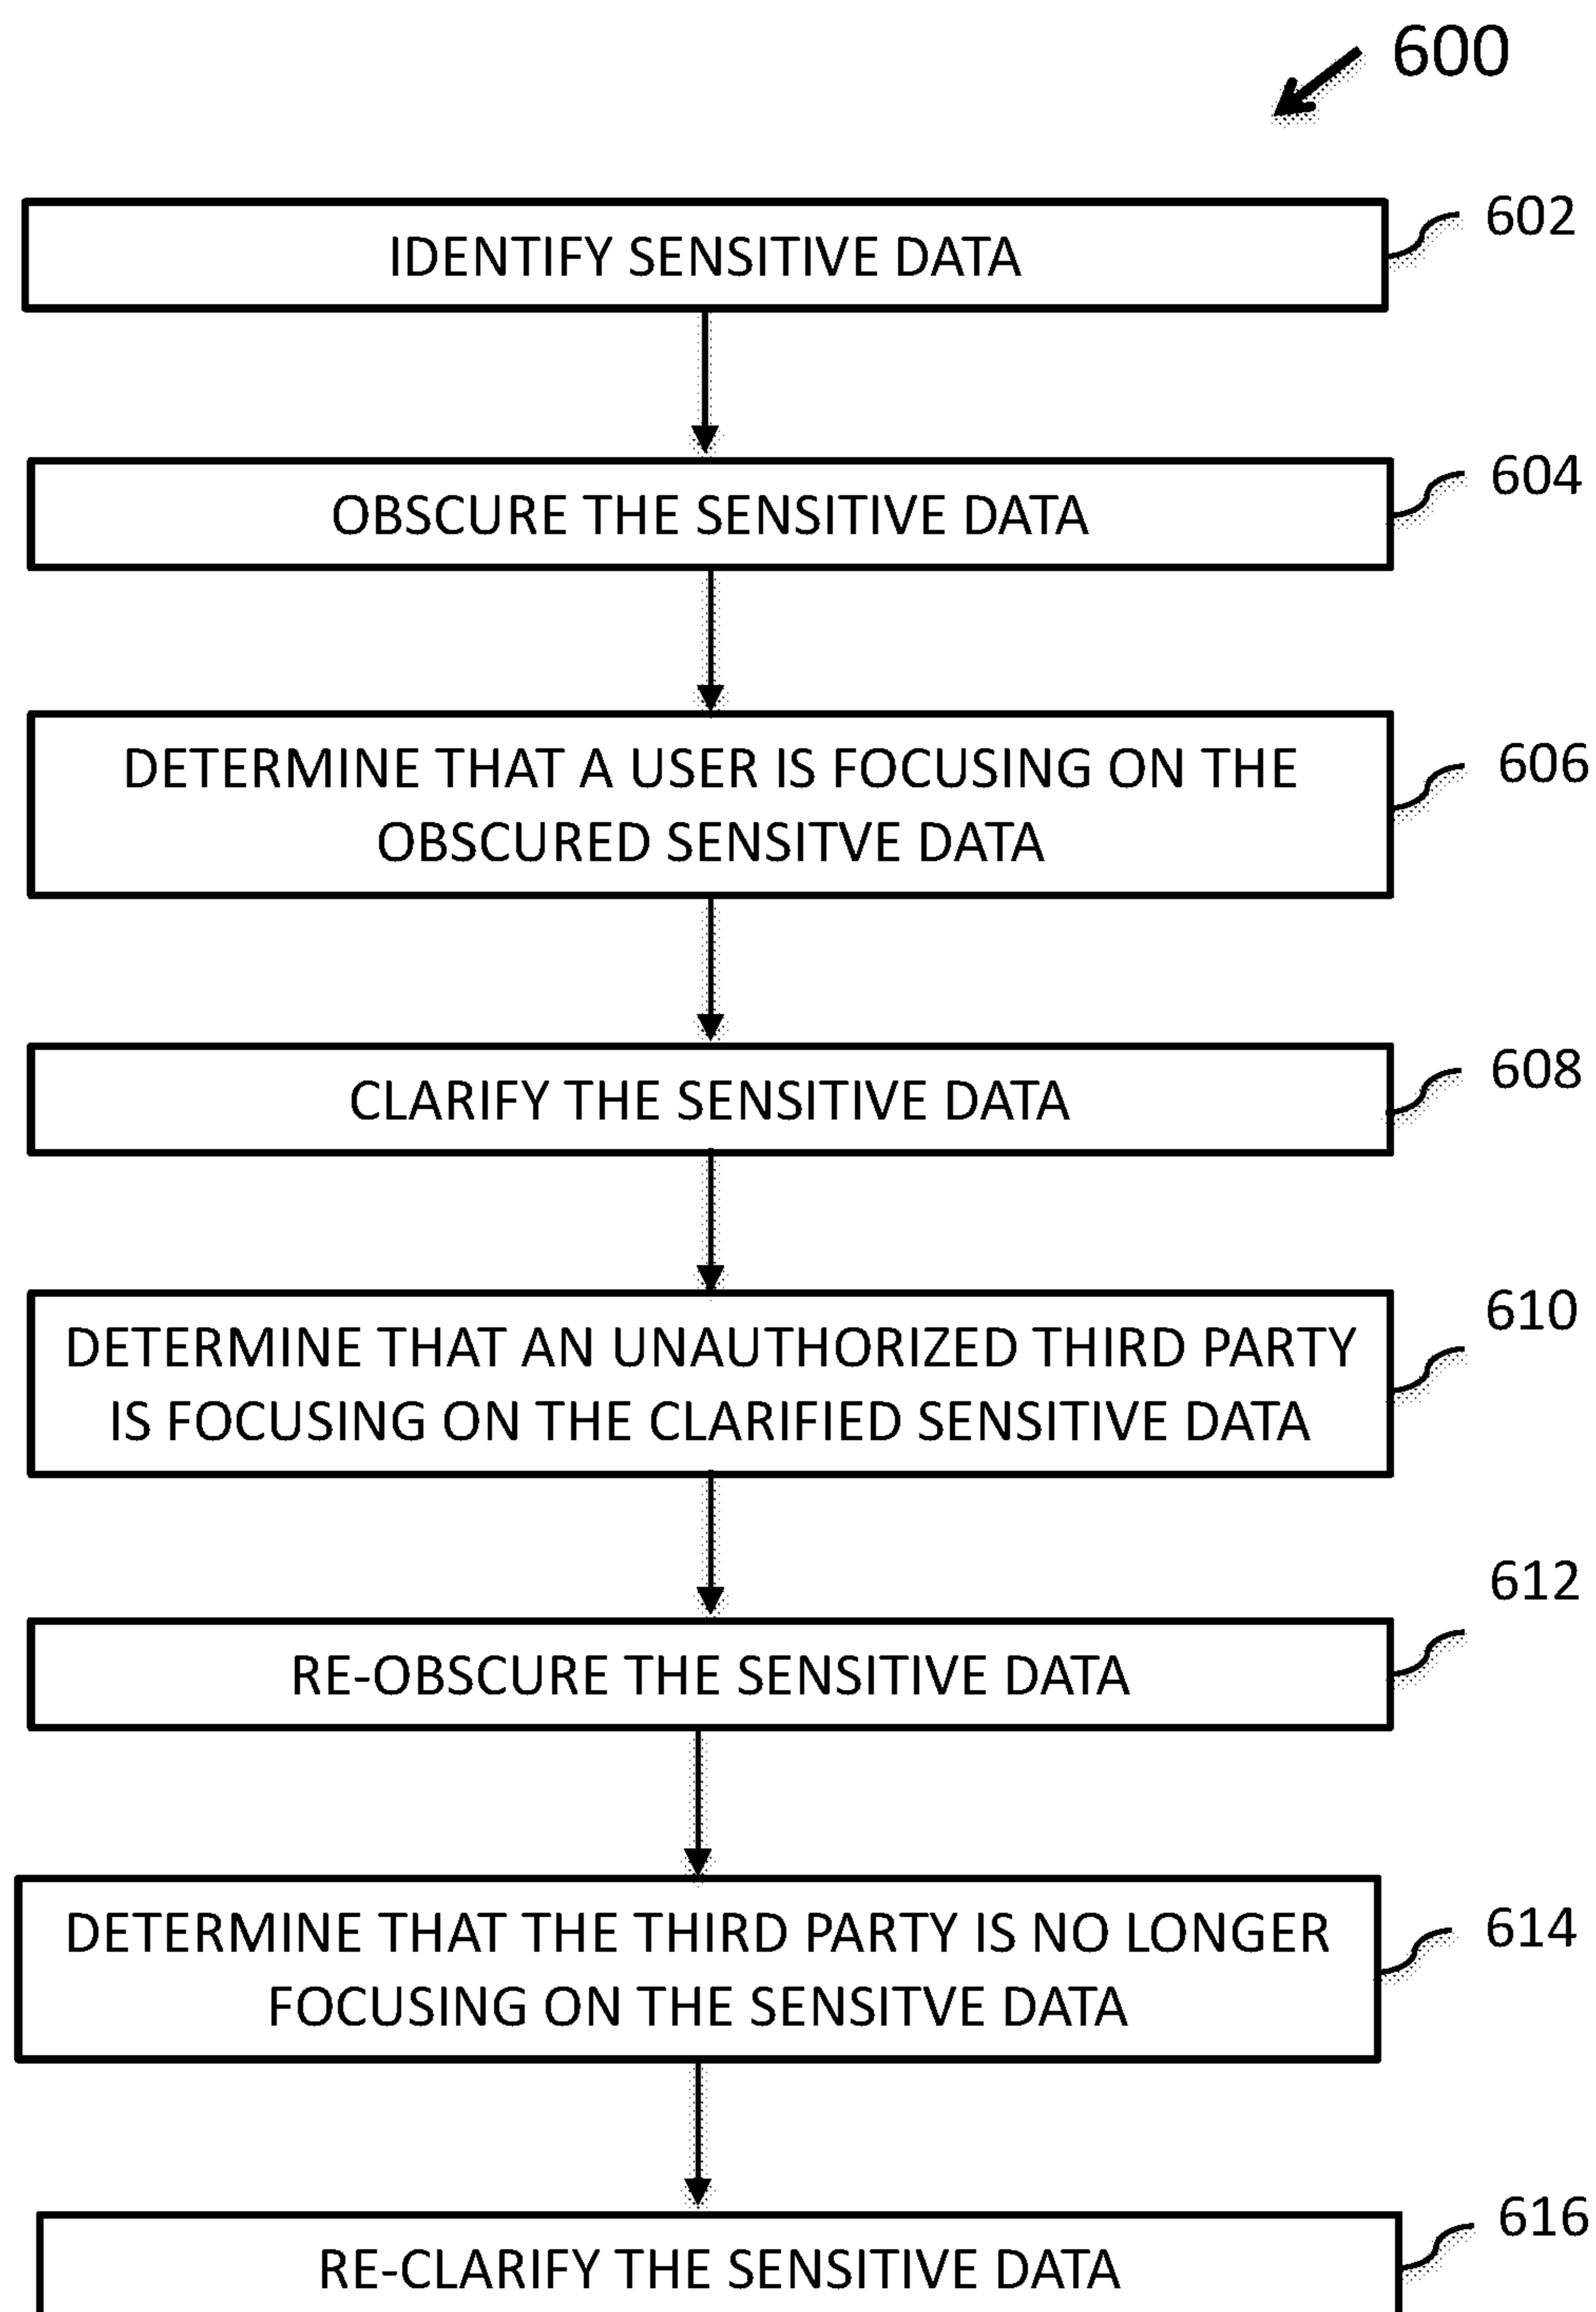 600
IDENTIFY SENSITIVE DATA
602
OBSCURE THE SENSITIVE DATA
604
DETERMINE THAT A USER IS FOCUSING ON THE
OBSCURED SENSITVE DATA
606
CLARIFY THE SENSITIVE DATA
608
DETERMINE THAT AN UNAUTHORIZED THIRD PARTY
IS FOCUSING ON THE CLARIFIED SENSITIVE DATA
610
RE-OBSCURE THE SENSITIVE DATA
612
DETERMINE THAT THE THIRD PARTY IS NO LONGER
FOCUSING ON THE SENSITVE DATA
614
RE-CLARIFY THE SENSITIVE DATA
616